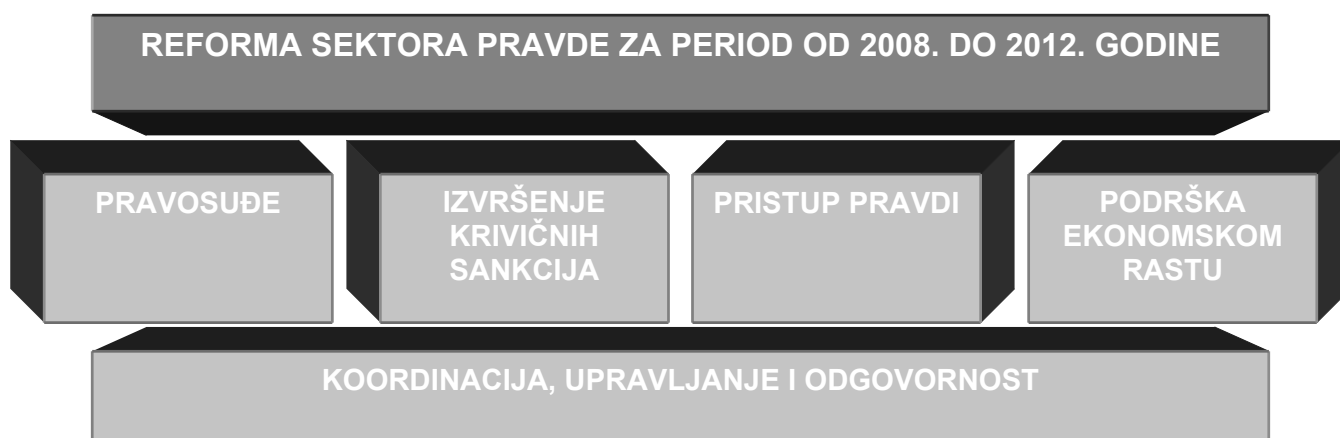 REFORMA SEKTORA PRAVDE ZA PERIOD OD 2008. DO 2012. GODINE
PRAVOSUĐE
IZVRŠENJE
KRIVIČNIH
SANKCIJA
PRISTUP PRAVDI
PODRŠKA
EKONOMSKOM
RASTU
KOORDINACIJA, UPRAVLJANJE I ODGOVORNOST